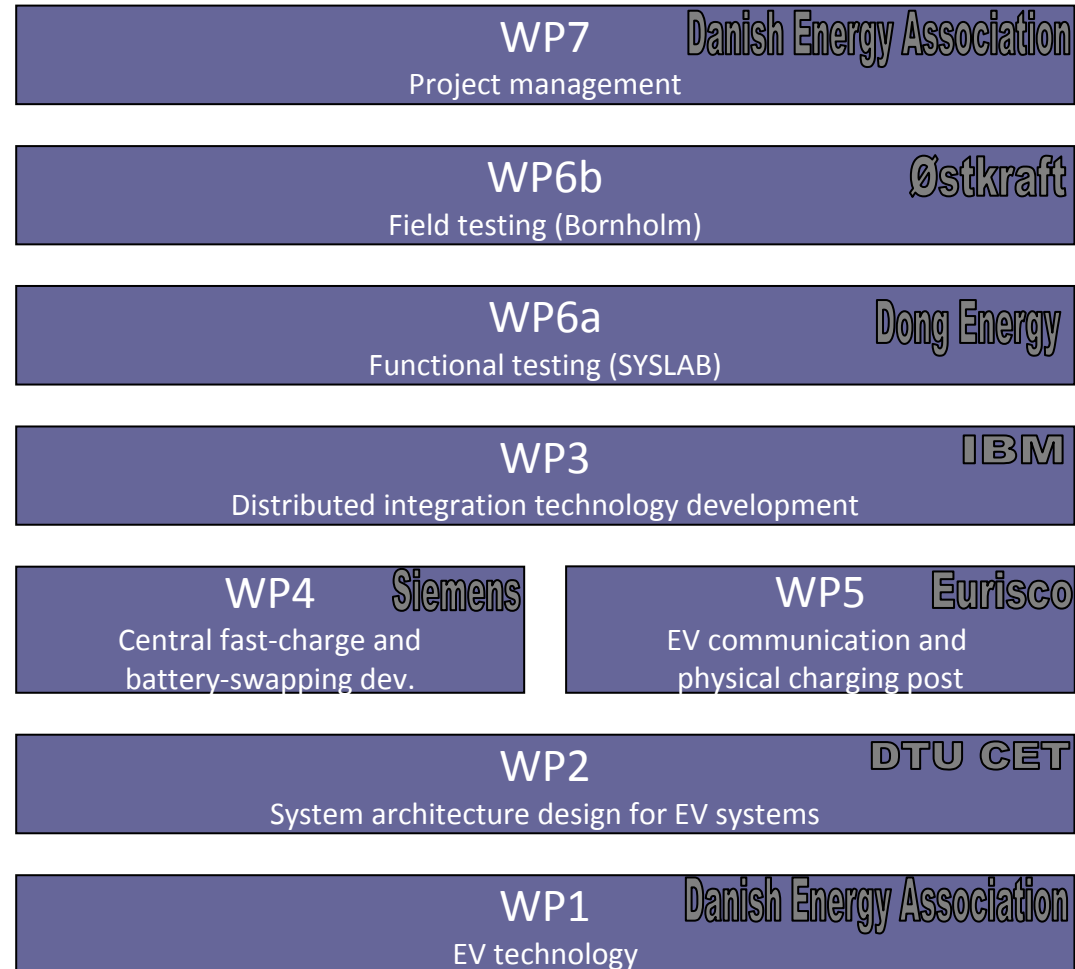 WP7 Danish Energy Association
Project management
WP6b Østkraft
Field testing (Bornholm)
WP6a Dong Energy
Functional testing (SYSLAB)
WP3 IBM
Distributed integration technology development
WP4 Siemens
Central fast-charge and
battery-swapping dev.
WP5 Eurisco
EV communication and
physical charging post
WP2 DTU CET
System architecture design for EV systems
WP1 Danish Energy Association
EV technology